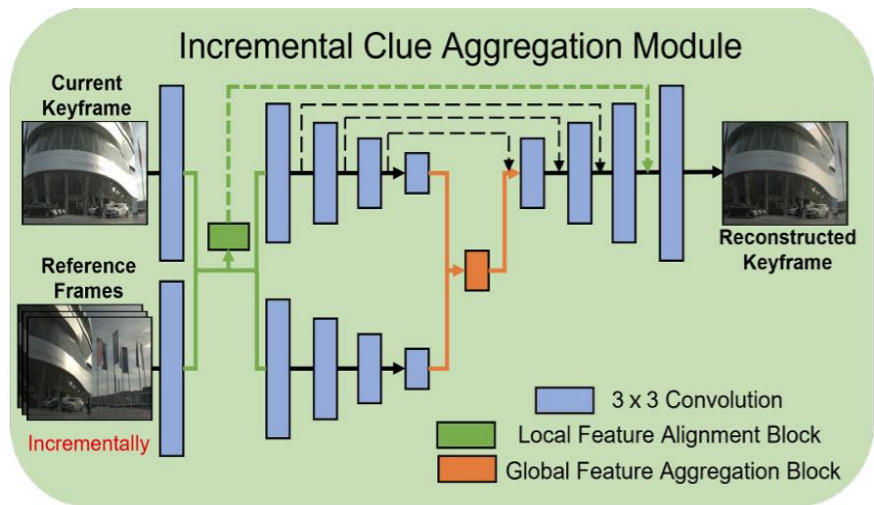 Incremental Clue Aggregation Module
Current
Keyframe
Reference
Frames
Incrementally
Reconstructed
Keyframe
3 x 3 Convolution
Local Feature Alignment Block
Global Feature Aggregation Block